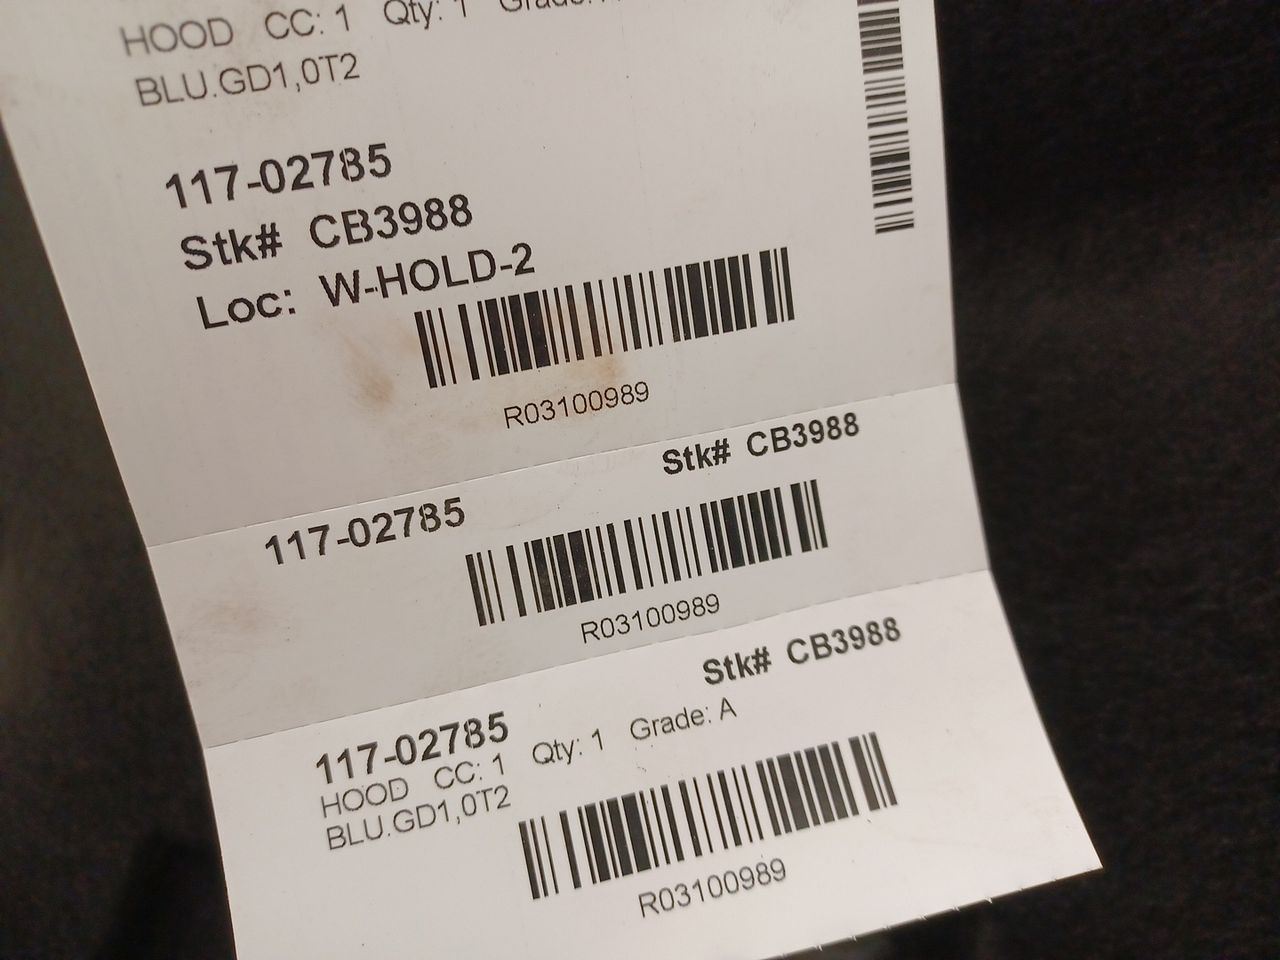 HOOD CC: 1 Qty: 1 Grade:
BLU.GD1,0T2
117-02785
Stk# CB3988
Loc: W-HOLD-2
R03100989
Stk# CB3988
117-02785
R03100989
Stk# CB3988
117-02785
HOOD CC: 1 Qty: 1 Grade: A
BLU.GD1,0T2
R03100989